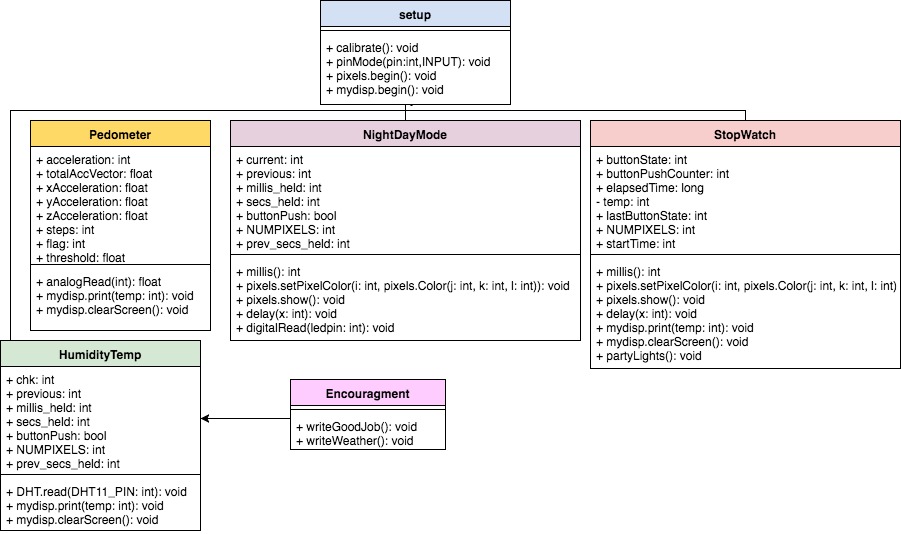 setup
+ calibrate(): void
+ pinMode(pin:int,INPUT): void
+ pixels.begin(): void
+ mydisp.begin(): void
Pedometer
+ acceleration: int
+ totalAccVector: float
+ xAcceleration: float
+ yAcceleration: float
+ zAcceleration: float
+ steps: int
+ flag: int
+ threshold: float
+ analogRead(int): float
+ mydisp.print(temp: int): void
+ mydisp.clearScreen(): void
NightDayMode
+ current: int
+ previous: int
+ millis_held: int
+ secs_held: int
+ buttonPush: bool
+ NUMPIXELS: int
+ prev_secs_held: int
+ millis(): int
+ pixels.setPixelColor(i: int, pixels.Color(j: int, k: int, l: int)): void
+ pixels.show(): void
+ delay(x: int): void
+ digitalRead(ledpin: int): void
StopWatch
+ buttonState: int
+ buttonPushCounter: int
+ elapsedTime: long
- temp: int
+ lastButtonState: int
+ NUMPIXELS: int
+ startTime: int
+ millis(): int
+ pixels.setPixelColor(i: int, pixels.Color(j: int, k: int, l: int)
+ pixels.show(): void
+ delay(x: int): void
+ mydisp.print(temp: int): void
+ mydisp.clearScreen(): void
+ partyLights(): void
HumidityTemp
+ chk: int
+ previous: int
+ millis_held: int
+ secs_held: int
+ buttonPush: bool
+ NUMPIXELS: int
+ prev_secs_held: int
+ DHT.read(DHT11_PIN: int): void
+ mydisp.print(temp: int): void
+ mydisp.clearScreen(): void
Encouragment
+ writeGoodJob(): void
+ writeWeather(): void